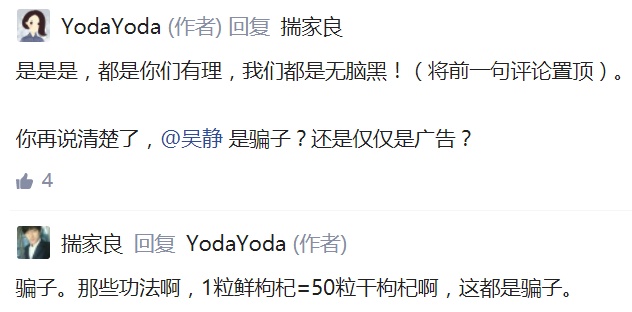 YodaYoda (作者) 回复 揣家良
是是是，都是你们有理，我们都是无脑黑！（将前一句评论置顶）。
你再说清楚了，@吴静 是骗子？还是仅仅是广告？
4
揣家良 回复 YodaYoda (作者)
骗子。那些功法啊，1粒鲜枸杞=50粒干枸杞啊，这都是骗子。